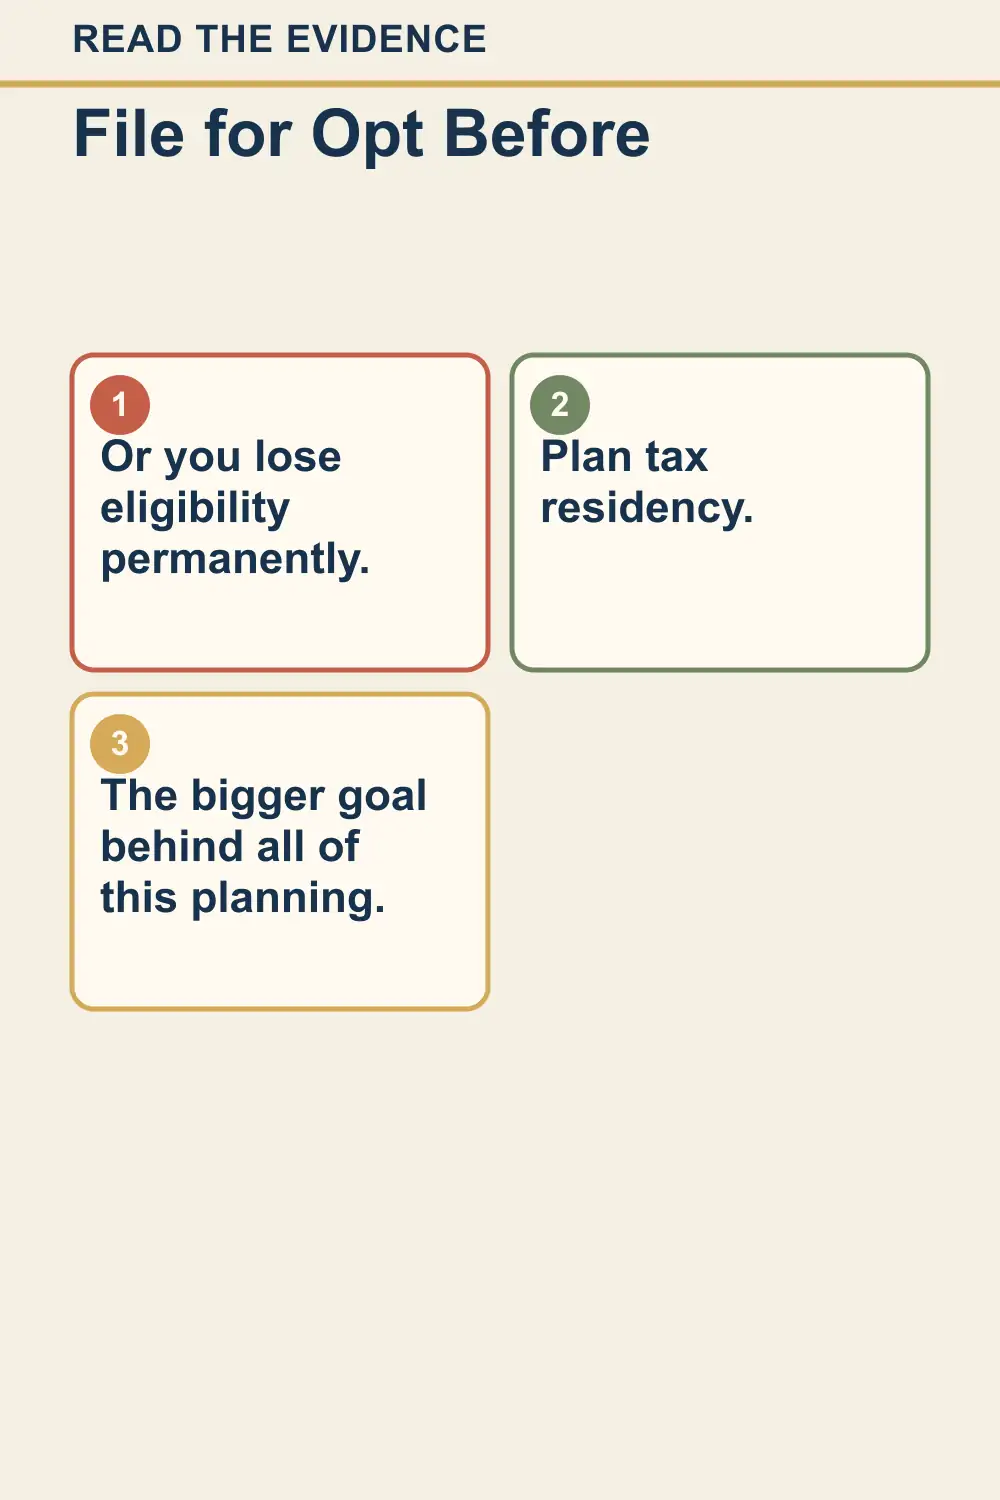 READ THE EVIDENCE
File for Opt Before
1
Or you lose
eligibility
permanently.
2
Plan tax
residency.
3
The bigger goal
behind all of
this planning.